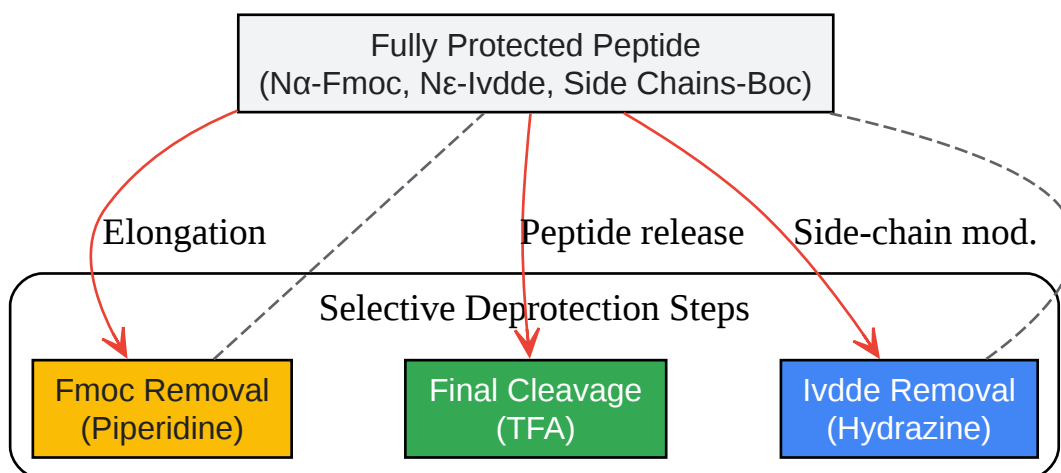 Fully Protected Peptide
(Nα-Fmoc, Nε-Ivdde, Side Chains-Boc)
Elongation
Peptide release
Side-chain mod.
Selective Deprotection Steps
Fmoc Removal
(Piperidine)
Final Cleavage
(TFA)
Ivdde Removal
(Hydrazine)